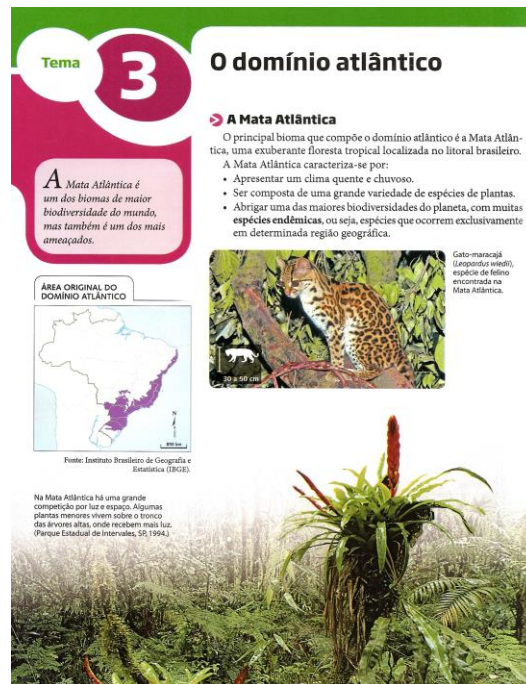 Tema
3
O domínio atlântico
A Mata Atlântica
O principal bioma que compõe o domínio atlântico é a Mata Atlân-
tica, uma exuberante floresta tropical localizada no litoral brasileiro.
A Mata Atlântica caracteriza-se por:
• Apresentar um clima quente e chuvoso.
• Ser composta de uma grande variedade de espécies de plantas.
• Abrigar uma das maiores biodiversidades do planeta, com muitas
espécies endêmicas, ou seja, espécies que ocorrem exclusivamente
em determinada região geográfica.
A Mata Atlântica é
um dos biomas de maior
biodiversidade do mundo,
mas também é um dos mais
ameaçados.
Gato-maracajá
(Leopardus wiedii),
espécie de felino
encontrada na
Mata Atlântica.
30 a 50 cm
ÁREA ORIGINAL DO
DOMÍNIO ATLÂNTICO
N
Fonte: Instituto Brasileiro de Geografia e
Estatística (IBGE).
Na Mata Atlântica há uma grande
competição por luz e espaço. Algumas
plantas menores vivem sobre o tronco
das árvores altas, onde recebem mais luz.
(Parque Estadual de Intervales, SP, 1994.)